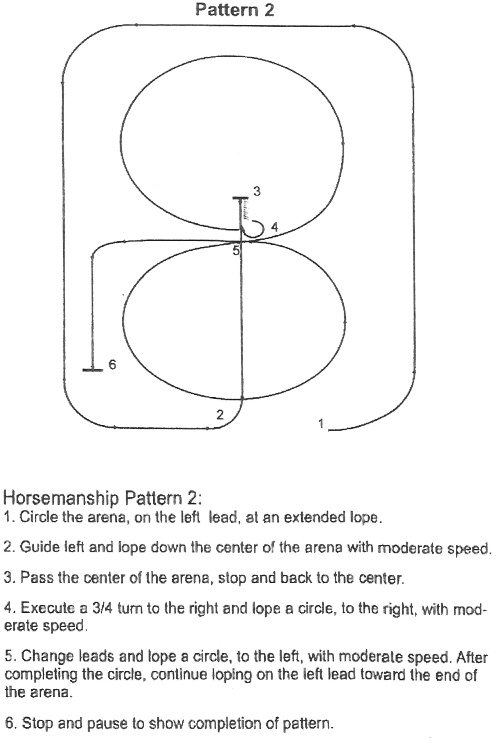 Pattern 2
3
4
5
6
2
1
Horsemanship Pattern 2:
1. Circle the arena, on the left lead, at an extended lope.
2. Guide left and lope down the center of the arena with moderate speed.
3. Pass the center of the arena, stop and back to the center.
4. Execute a 3/4 turn to the right and lope a circle, to the right, with mod-
erate speed.
5. Change leads and lope a circle, to the left, with moderate speed. After
completing the circle, continue loping on the left lead toward the end of
the arena.
6. Stop and pause to show completion of pattern.